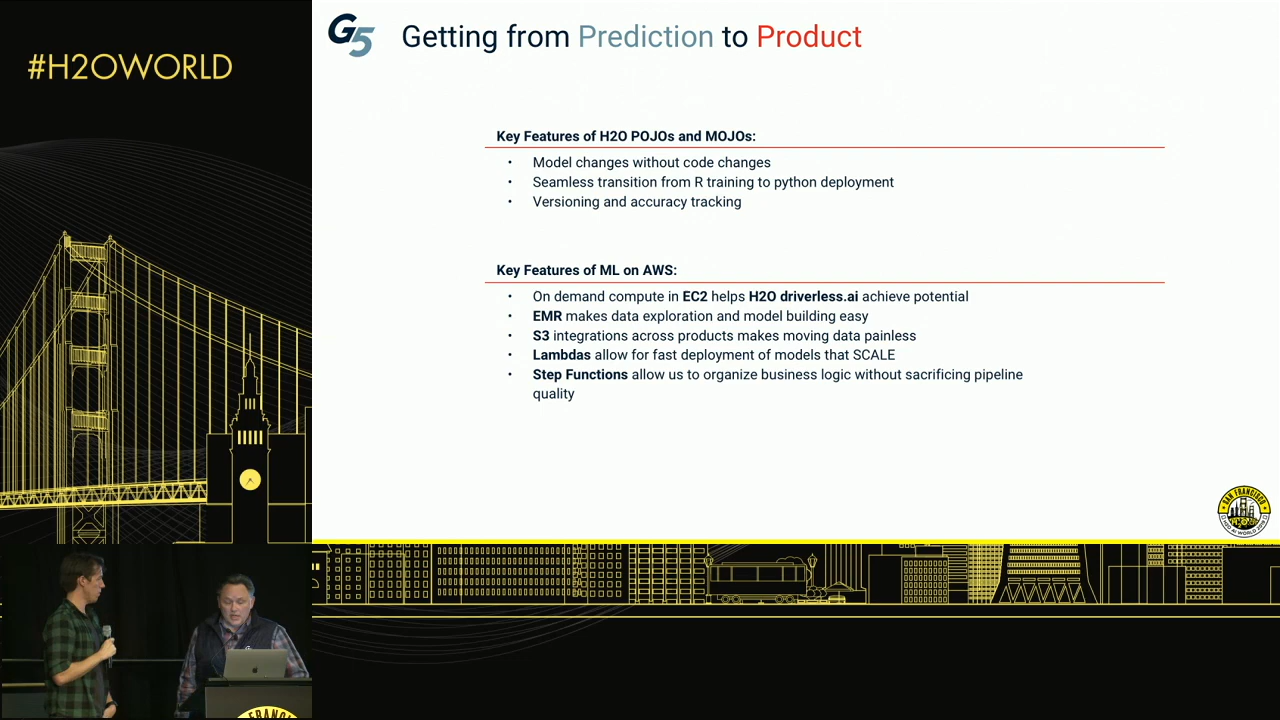 #H2OWORLD
G5
Getting from Prediction to Product
Key Features of H2O POJOs and MOJOs:
• Model changes without code changes
• Seamless transition from R training to python deployment
• Versioning and accuracy tracking
Key Features of ML on AWS:
• On demand compute in EC2 helps H2O driverless.ai achieve potential
• EMR makes data exploration and model building easy
• S3 integrations across products makes moving data painless
• Lambdas allow for fast deployment of models that SCALE
• Step Functions allow us to organize business logic without sacrificing pipeline
quality
SAN FRANCISCO